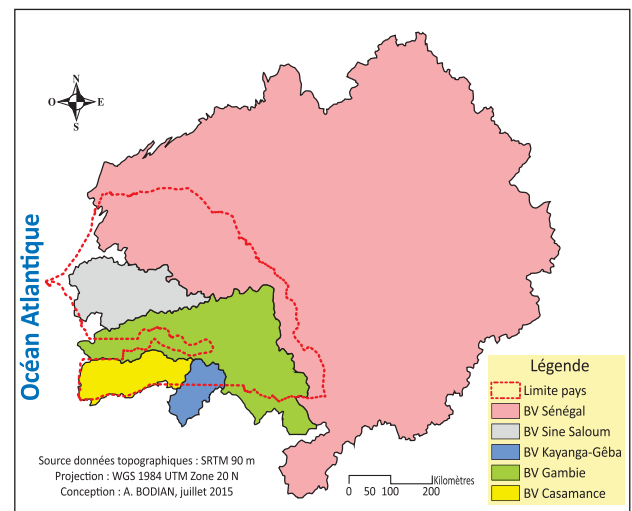 N
O E
S
Océan Atlantique
Légende
Limite pays
BV Sénégal
BV Sine Saloum
BV Kayanga-Gêba
BV Gambie
BV Casamance
Source données topographiques : SRTM 90 m
Projection : WGS 1984 UTM Zone 20 N
Conception : A. BODIAN, juillet 2015
Kilomètres
0 50 100 200